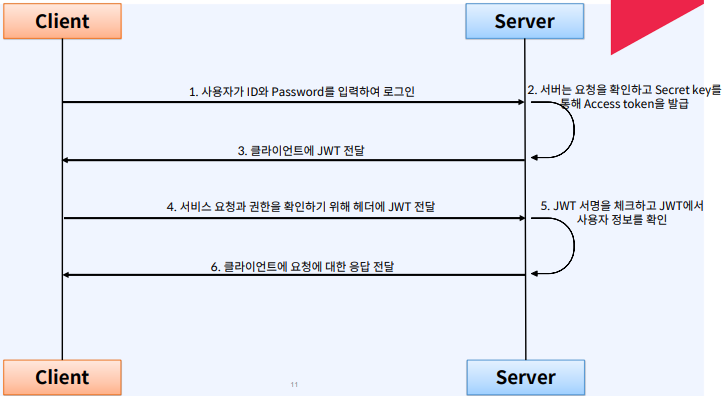 Client
Server
1. 사용자가 ID와 Password를 입력하여 로그인
2. 서버는 요청을 확인하고 Secret key를
통해 Access token을 발급
3. 클라이언트에 JWT 전달
4. 서비스 요청과 권한을 확인하기 위해 헤더에 JWT 전달
5. JWT 서명을 체크하고 JWT에서
사용자 정보를 확인
6. 클라이언트에 요청에 대한 응답 전달
Client
Server
11